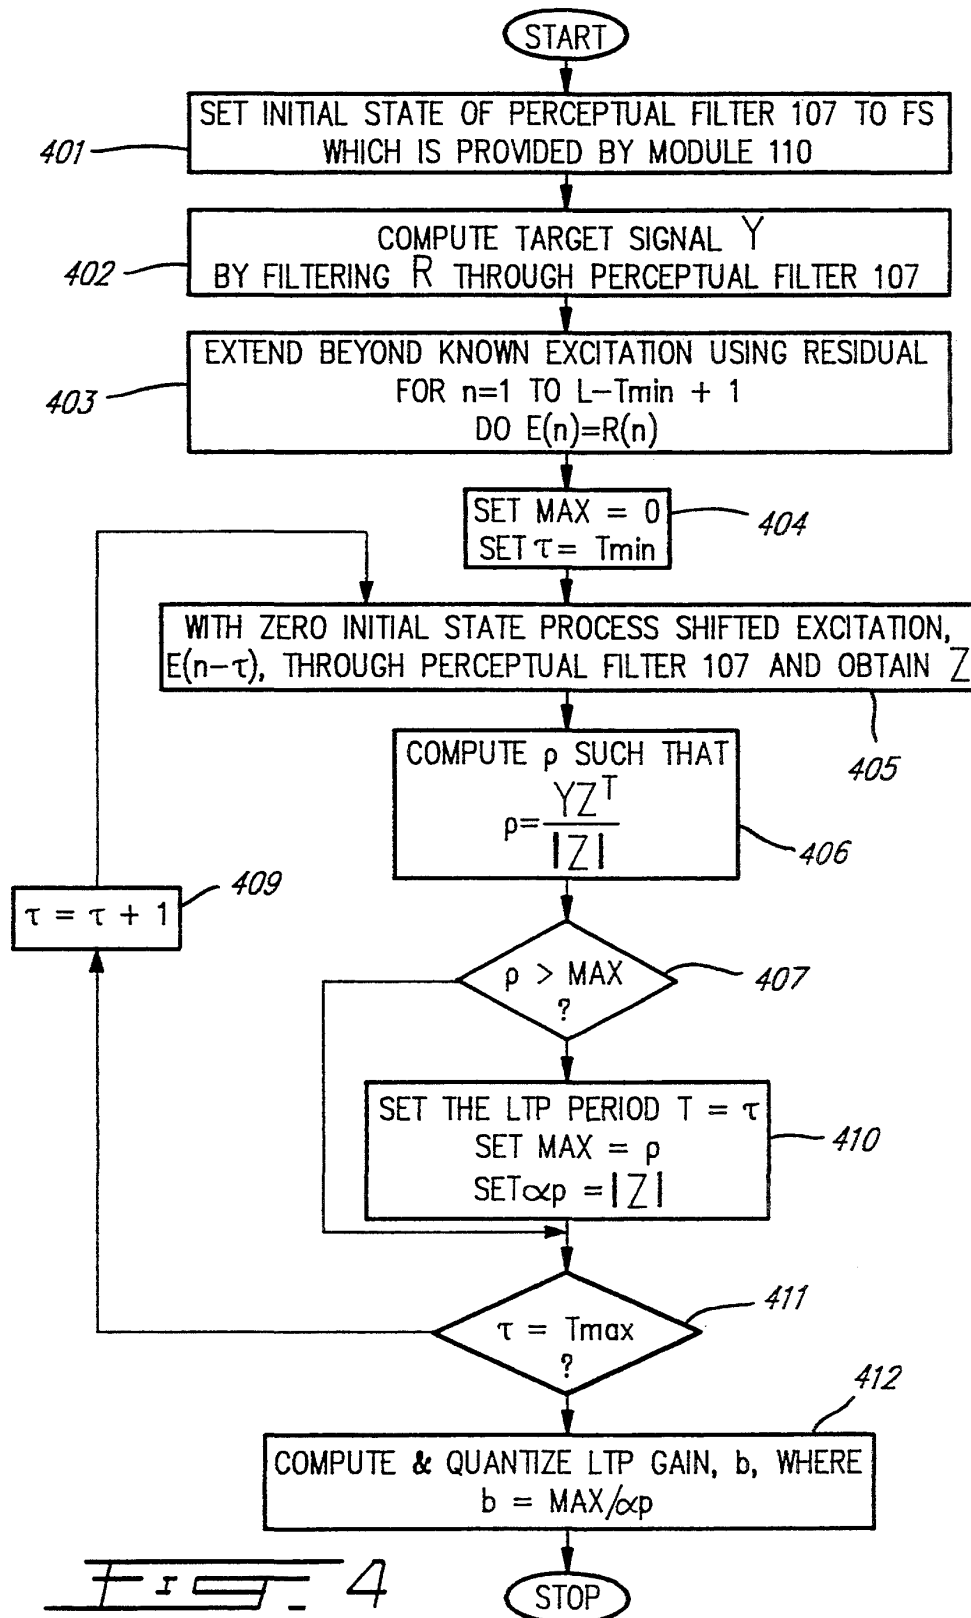 START
SET INITIAL STATE OF PERCEPTUAL FILTER 107 TO FS
WHICH IS PROVIDED BY MODULE 110
401
COMPUTE TARGET SIGNAL Y
BY FILTERING R THROUGH PERCEPTUAL FILTER 107
402
EXTEND BEYOND KNOWN EXCITATION USING RESIDUAL
FOR n=1 TO L-Tmin + 1
DO E(n)=R(n)
403
SET MAX = 0
SET τ = Tmin
404
WITH ZERO INITIAL STATE PROCESS SHIFTED EXCITATION,
E(n-τ), THROUGH PERCEPTUAL FILTER 107 AND OBTAIN Z
405
COMPUTE ρ SUCH THAT
ρ= YZ^T / |Z|
406
τ = τ + 1
409
ρ > MAX
?
407
SET THE LTP PERIOD T = τ
SET MAX = ρ
SET ∝p = |Z|
410
τ = Tmax
?
411
COMPUTE & QUANTIZE LTP GAIN, b, WHERE
b = MAX/∝p
412
STOP
FIG. 4